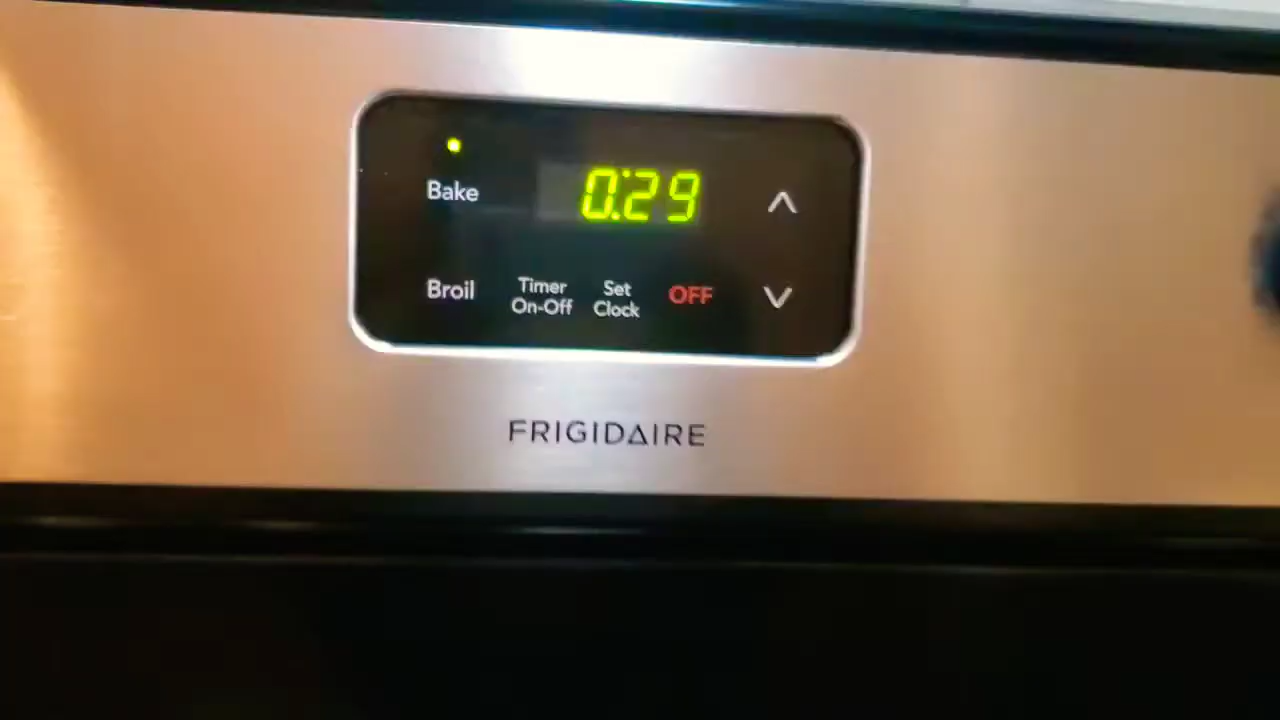 Bake
0:29
Broil
Timer
On-Off
Set
Clock
OFF
FRIGIDAIRE